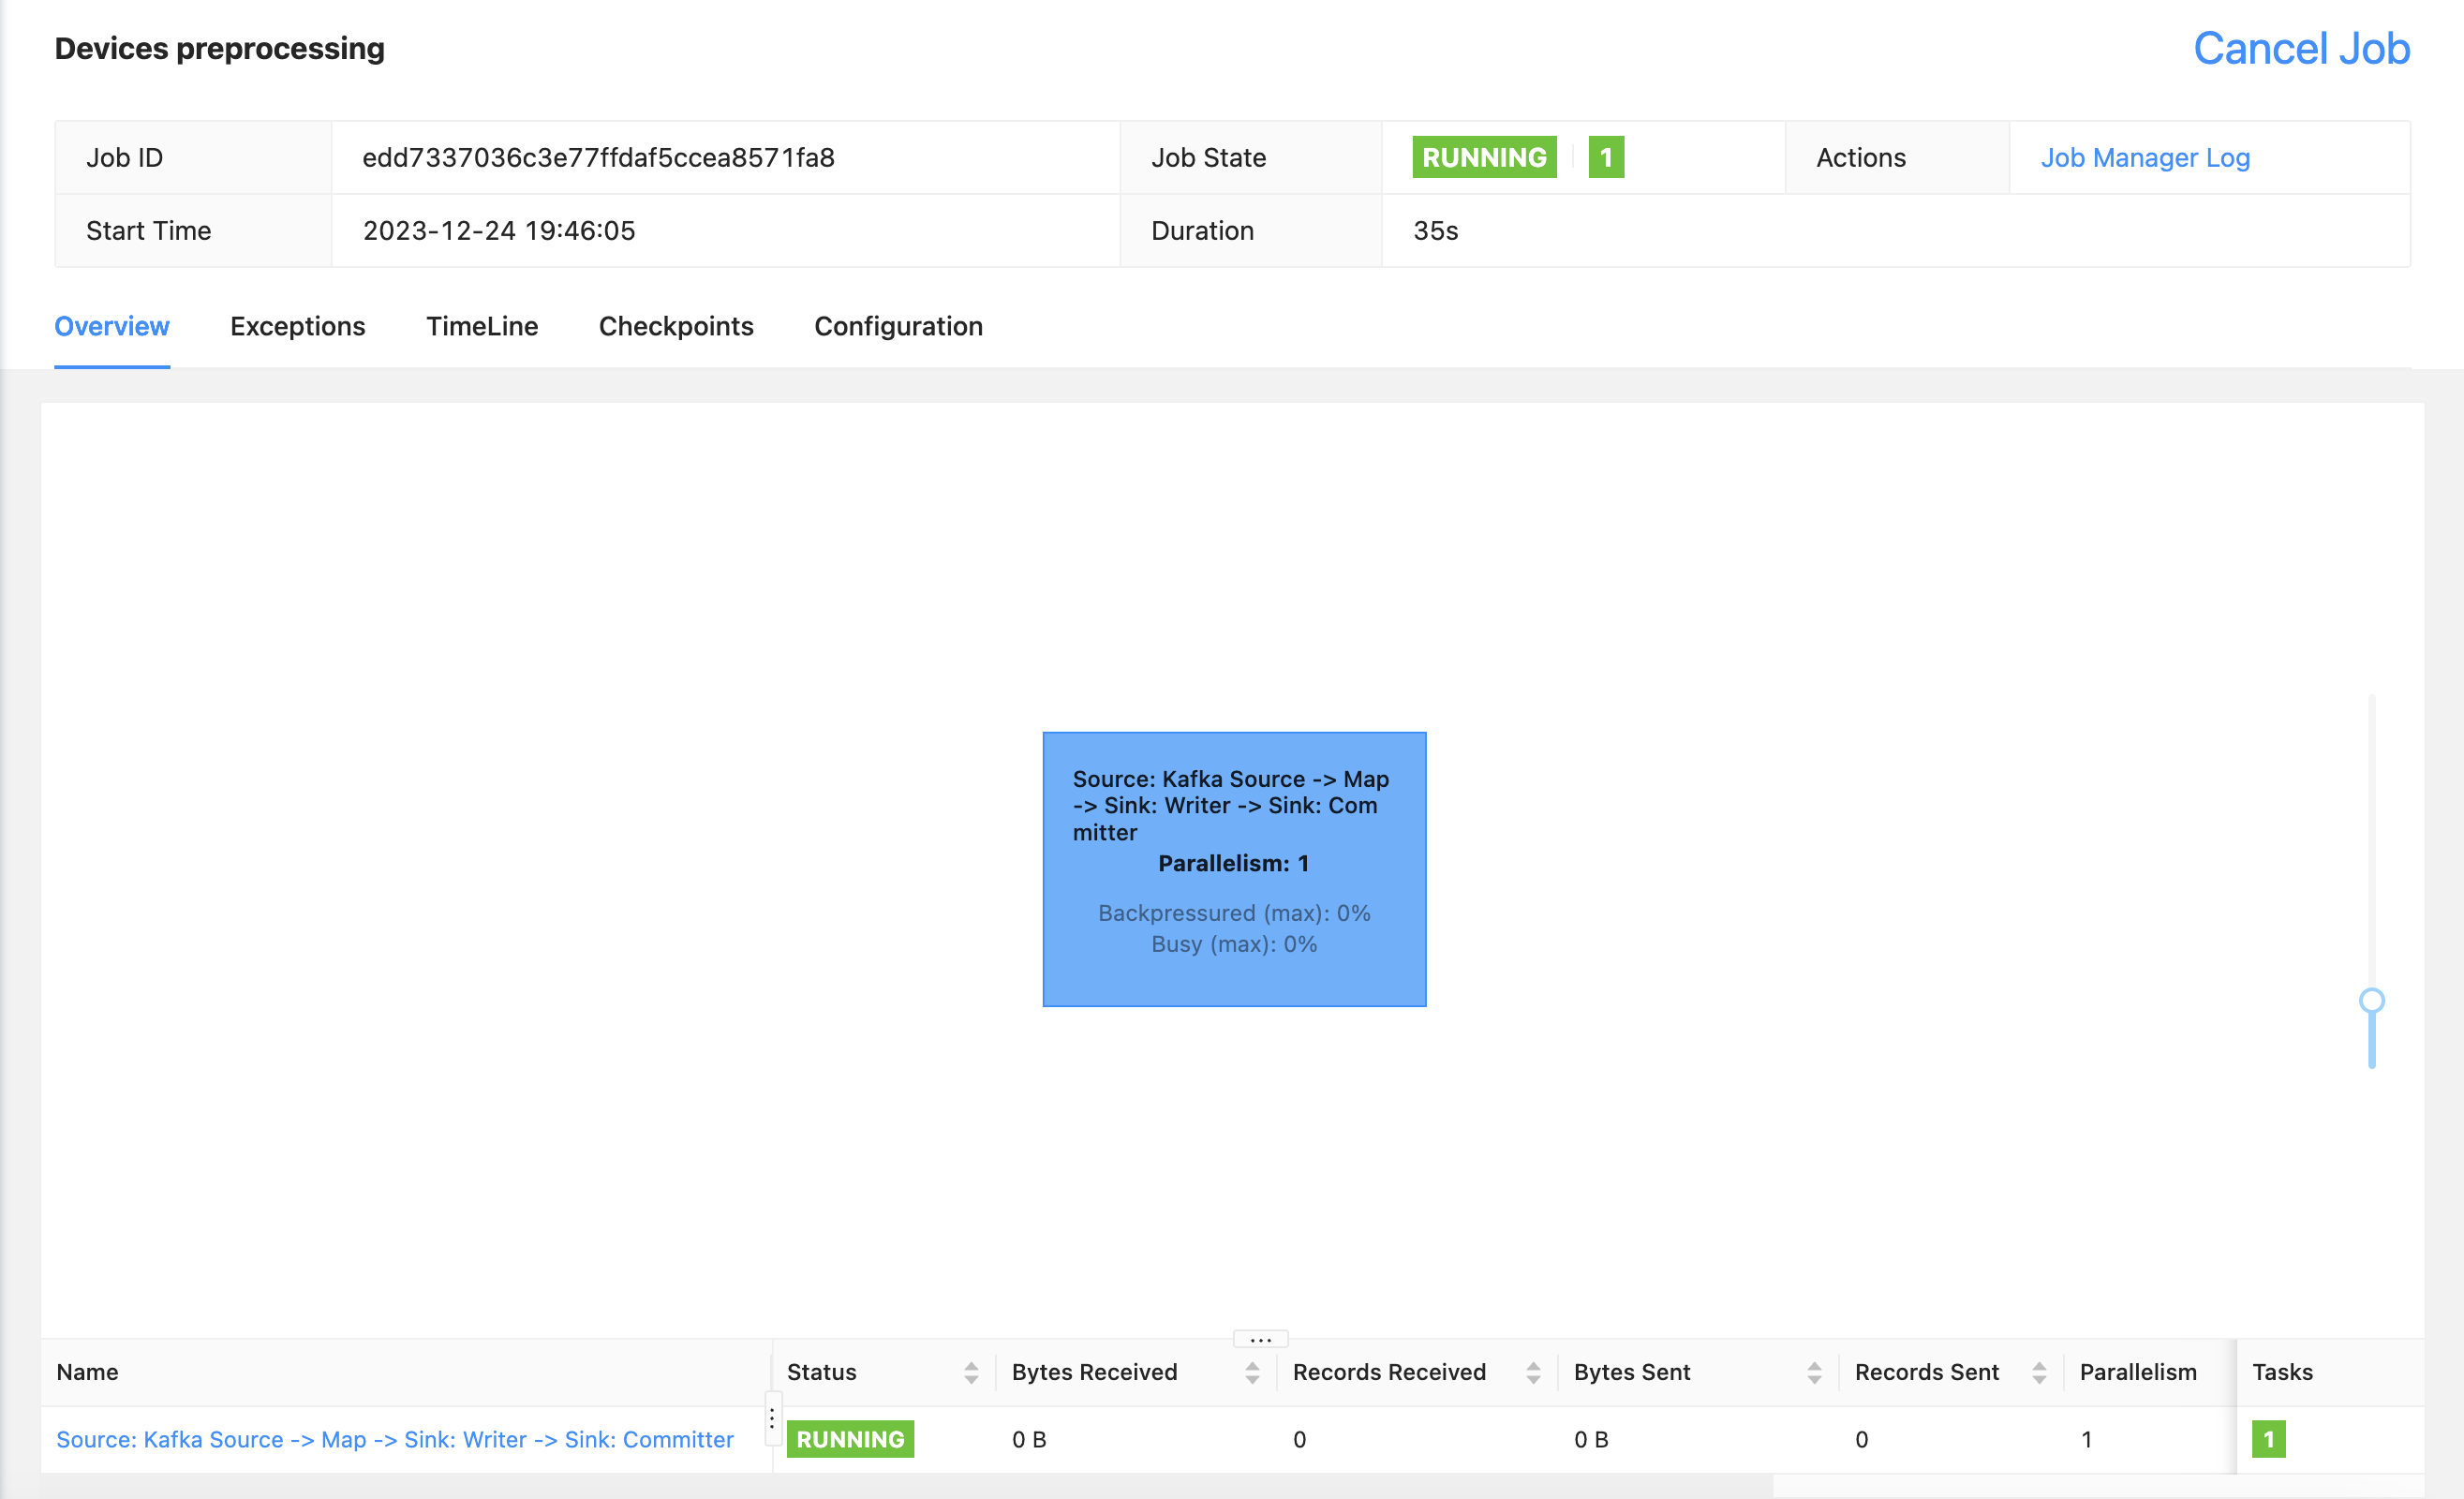 Devices preprocessing
Cancel Job
Job ID
edd7337036c3e77ffdaf5ccea8571fa8
Job State
RUNNING
1
Actions
Job Manager Log
Start Time
2023-12-24 19:46:05
Duration
35s
Overview
Exceptions
TimeLine
Checkpoints
Configuration
Source: Kafka Source -> Map
-> Sink: Writer -> Sink: Com
mitter
Parallelism: 1
Backpressured (max): 0%
Busy (max): 0%
Name
Status
Bytes Received
Records Received
Bytes Sent
Records Sent
Parallelism
Tasks
Source: Kafka Source -> Map -> Sink: Writer -> Sink: Committer
RUNNING
0 B
0
0 B
0
1
1